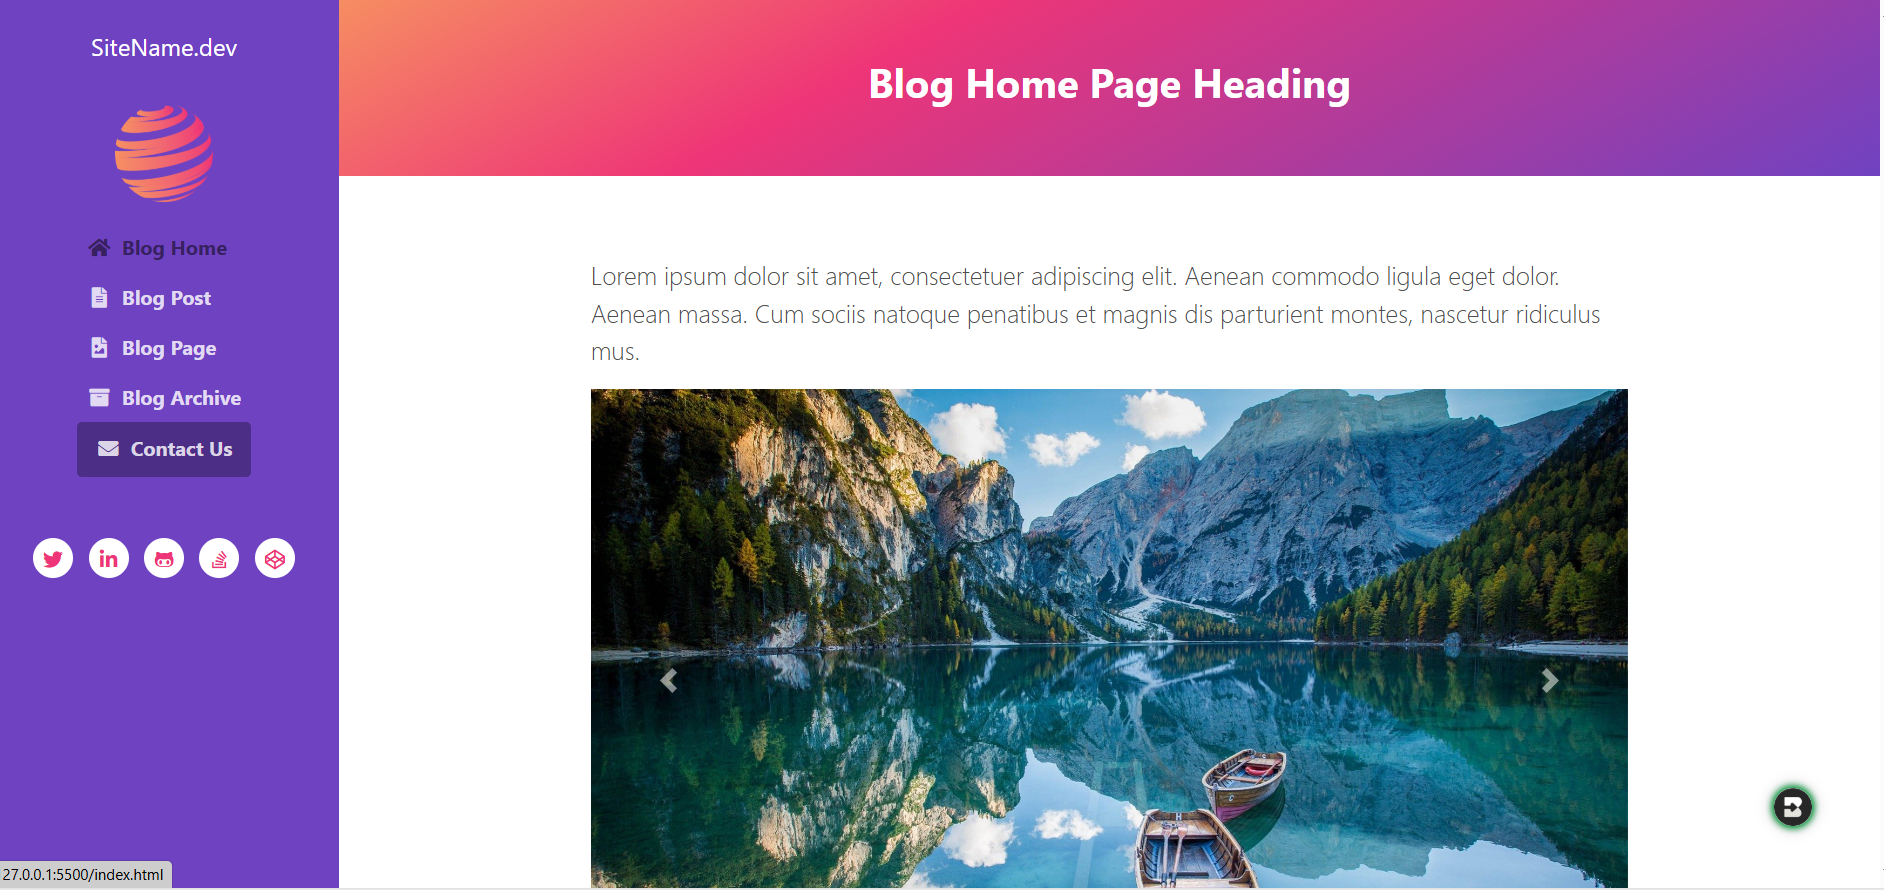 SiteName.dev
Blog Home
Blog Post
Blog Page
Blog Archive
Contact Us
Blog Home Page Heading
Lorem ipsum dolor sit amet, consectetuer adipiscing elit. Aenean commodo ligula eget dolor.
Aenean massa. Cum sociis natoque penatibus et magnis dis parturient montes, nascetur ridiculus
mus.
27.0.0.1:5500/index.html